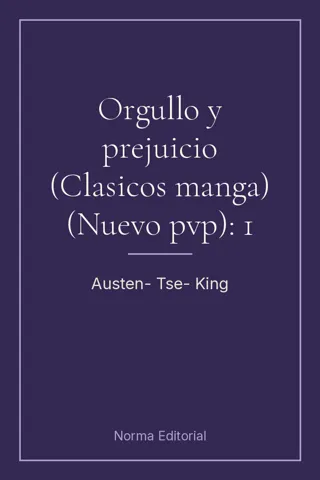 Orgullo y
prejuicio
(Clasicos manga)
(Nuevo pvp): 1
Austen- Tse- King
Norma Editorial